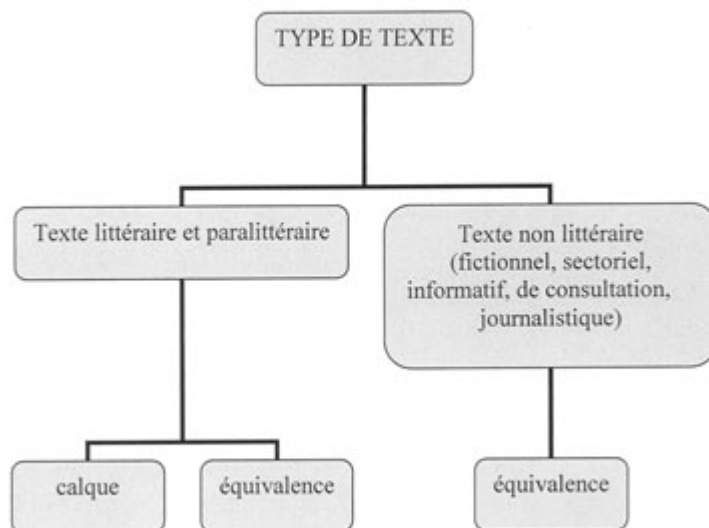 TYPE DE TEXTE
Texte littéraire et paralittéraire
Texte non littéraire
(fictionnel, sectoriel,
informatif, de consultation,
journalistique)
calque
équivalence
équivalence